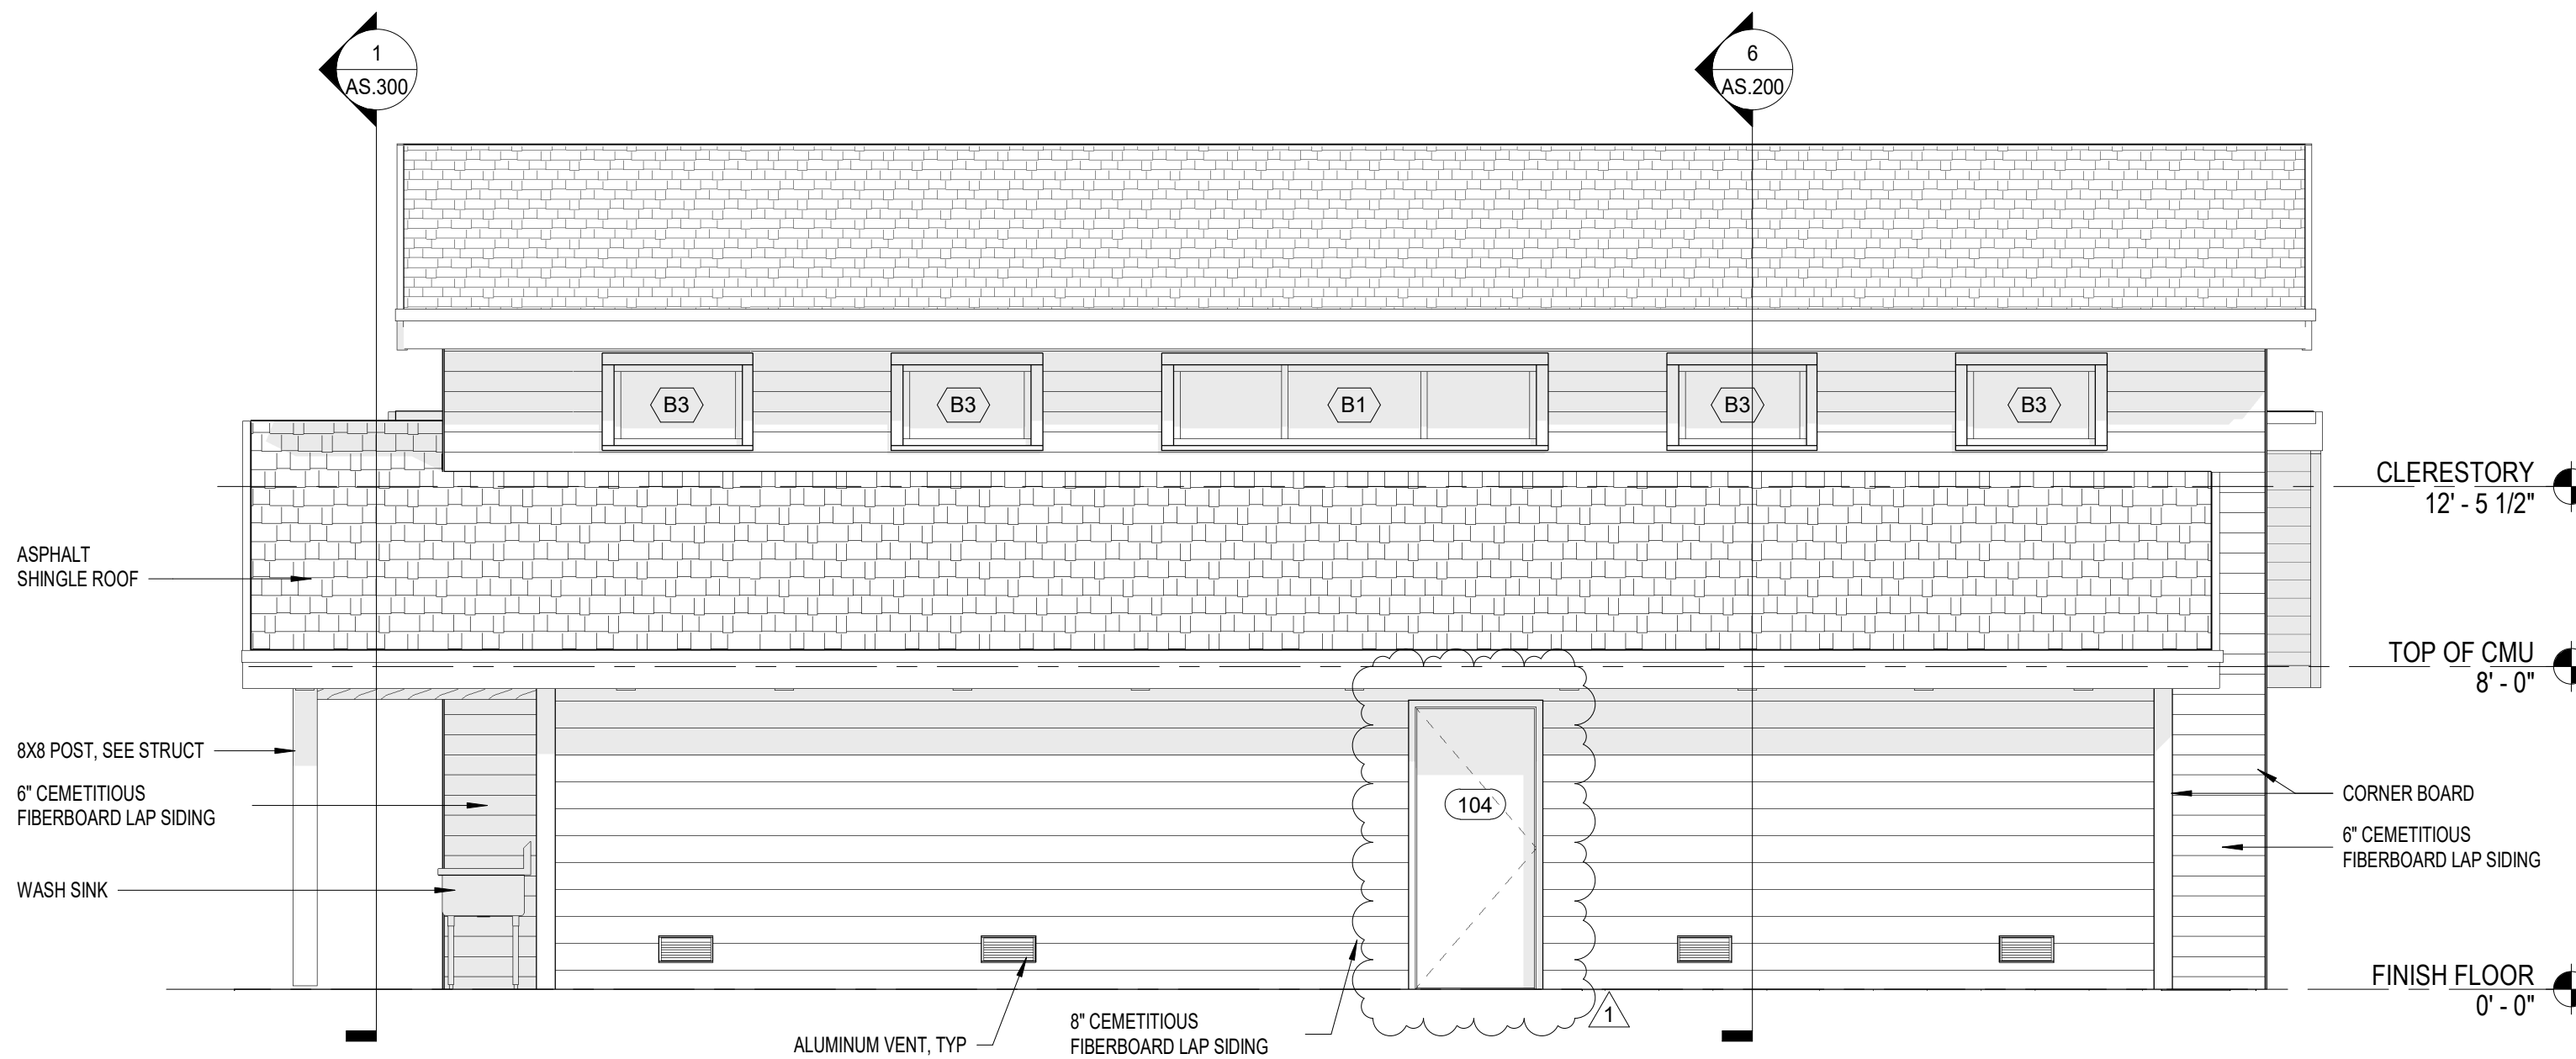 1
AS.300
6
AS.200
B3
B3
B1
B3
B3
CLERESTORY
12' - 5 1/2"
ASPHALT
SHINGLE ROOF
TOP OF CMU
8' - 0"
8X8 POST, SEE STRUCT
6" CEMETITIOUS
FIBERBOARD LAP SIDING
104
CORNER BOARD
6" CEMETITIOUS
FIBERBOARD LAP SIDING
WASH SINK
FINISH FLOOR
0' - 0"
1
8" CEMETITIOUS
FIBERBOARD LAP SIDING
ALUMINUM VENT, TYP